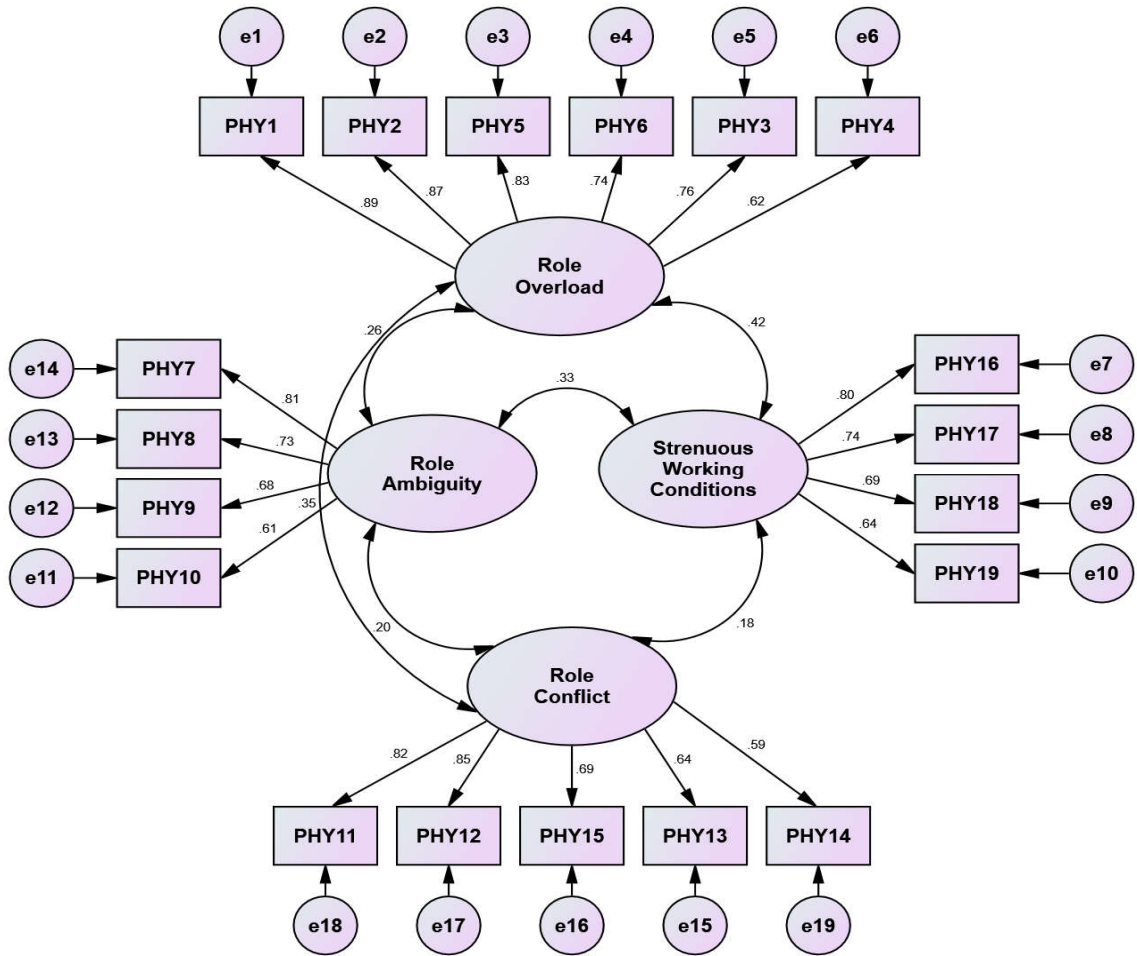 e1
e2
e3
e4
e5
e6
PHY1
PHY2
PHY5
PHY6
PHY3
PHY4
.89
.87
.83
.74
.76
.62
Role
Overload
.26
.42
.33
e14
PHY7
e13
PHY8
e12
PHY9
e11
PHY10
.81
.73
.68
.35
.61
Role
Ambiguity
Strenuous
Working
Conditions
.80
.74
.69
.64
PHY16
e7
PHY17
e8
PHY18
e9
PHY19
e10
.20
.18
Role
Conflict
.82
.85
.69
.64
.59
PHY11
PHY12
PHY15
PHY13
PHY14
e18
e17
e16
e15
e19